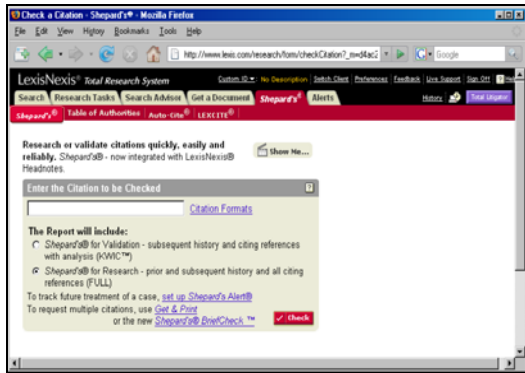 Check a Citation - Shepard's® - Mozilla Firefox
File Edit View History Bookmarks Tools Help
http://www.lexis.com/research/form/checkCitation?_m=d4ac2
Google
LexisNexis® Total Research System
Custom ID No Description Switch Client Preferences Feedback Live Support Sign Off
Search Research Tasks Search Advisor Get a Document Shepard's® Alerts
History Total Litigator
Shepard's® Table of Authorities Auto-Cite® LEXCITE®
Research or validate citations quickly, easily and
reliably. Shepard's® - now integrated with LexisNexis®
Headnotes.
Show Me...
Enter the Citation to be Checked ?
Citation Formats
The Report will include:
Shepard's® for Validation - subsequent history and citing references
with analysis (KWIC™)
Shepard's® for Research - prior and subsequent history and all citing
references (FULL)
To track future treatment of a case, set up Shepard's Alert®
To request multiple citations, use Get & Print
or the new Shepard's® BriefCheck ™
Check